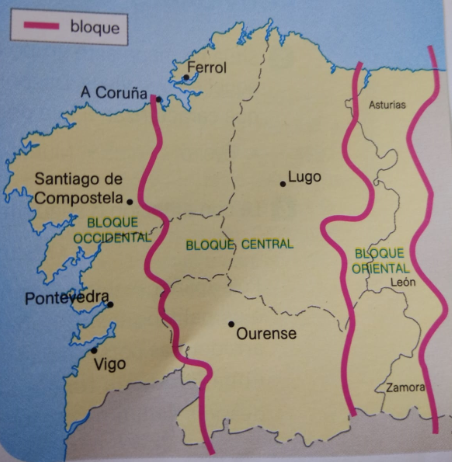 bloque
Ferrol
A Coruña
Asturias
Lugo
Santiago de
Compostela
BLOQUE
OCCIDENTAL
BLOQUE CENTRAL
BLOQUE
ORIENTAL
León
Pontevedra
Ourense
Vigo
Zamora